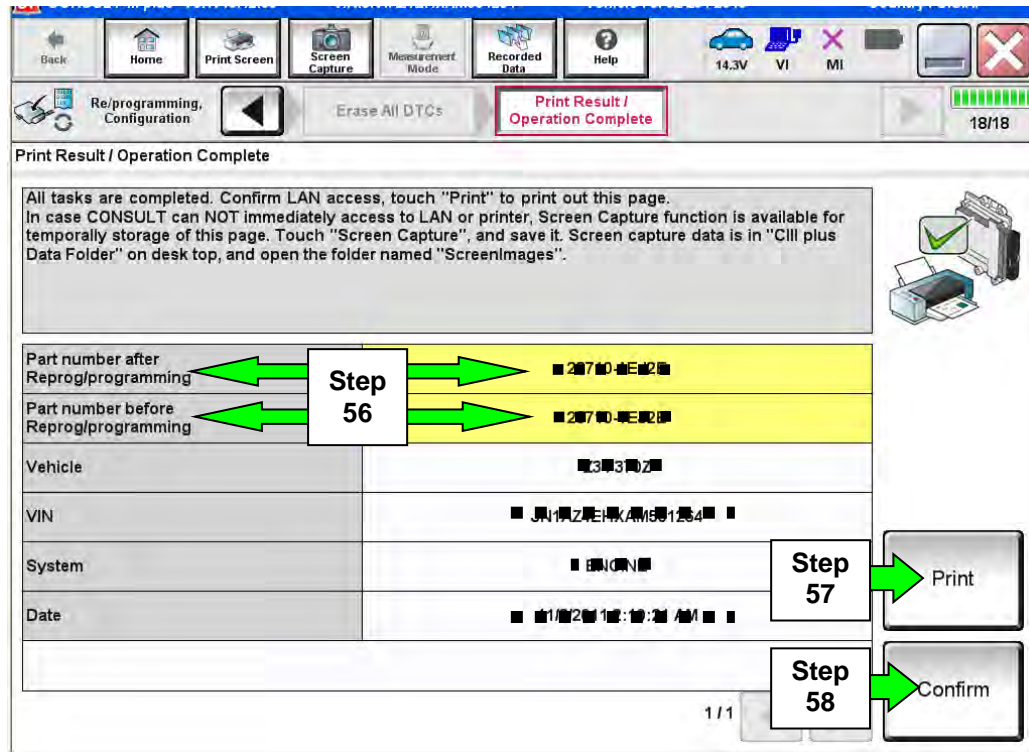 Back
Home
Print Screen
Screen
Capture
Measurement
Mode
Recorded
Data
Help
14.3V
VI
MI
Re/programming,
Configuration
Erase All DTCs
Print Result /
Operation Complete
18/18
Print Result / Operation Complete
All tasks are completed. Confirm LAN access, touch "Print" to print out this page.
In case CONSULT can NOT immediately access to LAN or printer, Screen Capture function is available for
temporally storage of this page. Touch "Screen Capture", and save it. Screen capture data is in "CIII plus
Data Folder" on desk top, and open the folder named "ScreenImages".
Part number after
Reprog/programming
Step
56
Part number before
Reprog/programming
Vehicle
VIN
System
Date
Step
57
Print
Step
58
Confirm
1/1